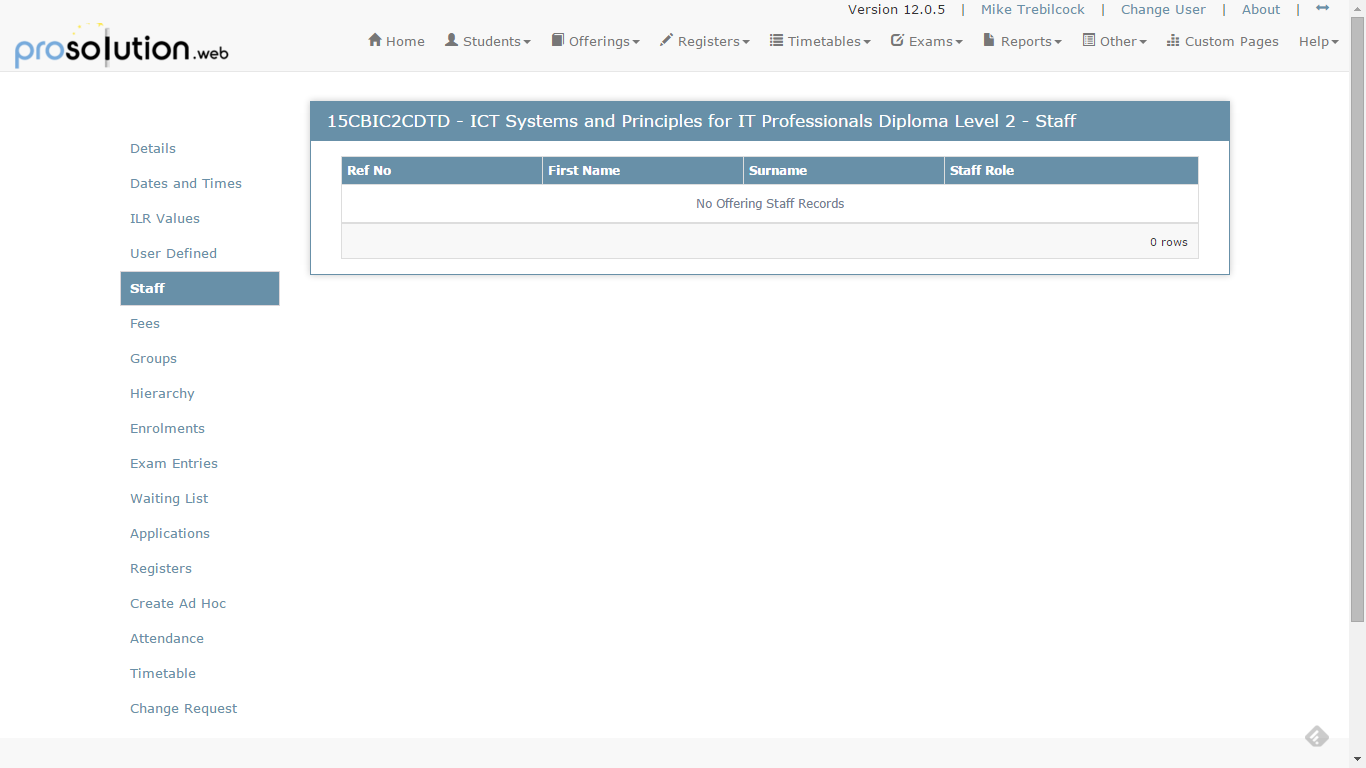 Version 12.0.5 | Mike Trebilcock | Change User | About |
prosolution.web
Home Students Offerings Registers Timetables Exams Reports Other Custom Pages Help
15CBIC2CDTD - ICT Systems and Principles for IT Professionals Diploma Level 2 - Staff
Ref No First Name Surname Staff Role
No Offering Staff Records
0 rows
Details
Dates and Times
ILR Values
User Defined
Staff
Fees
Groups
Hierarchy
Enrolments
Exam Entries
Waiting List
Applications
Registers
Create Ad Hoc
Attendance
Timetable
Change Request